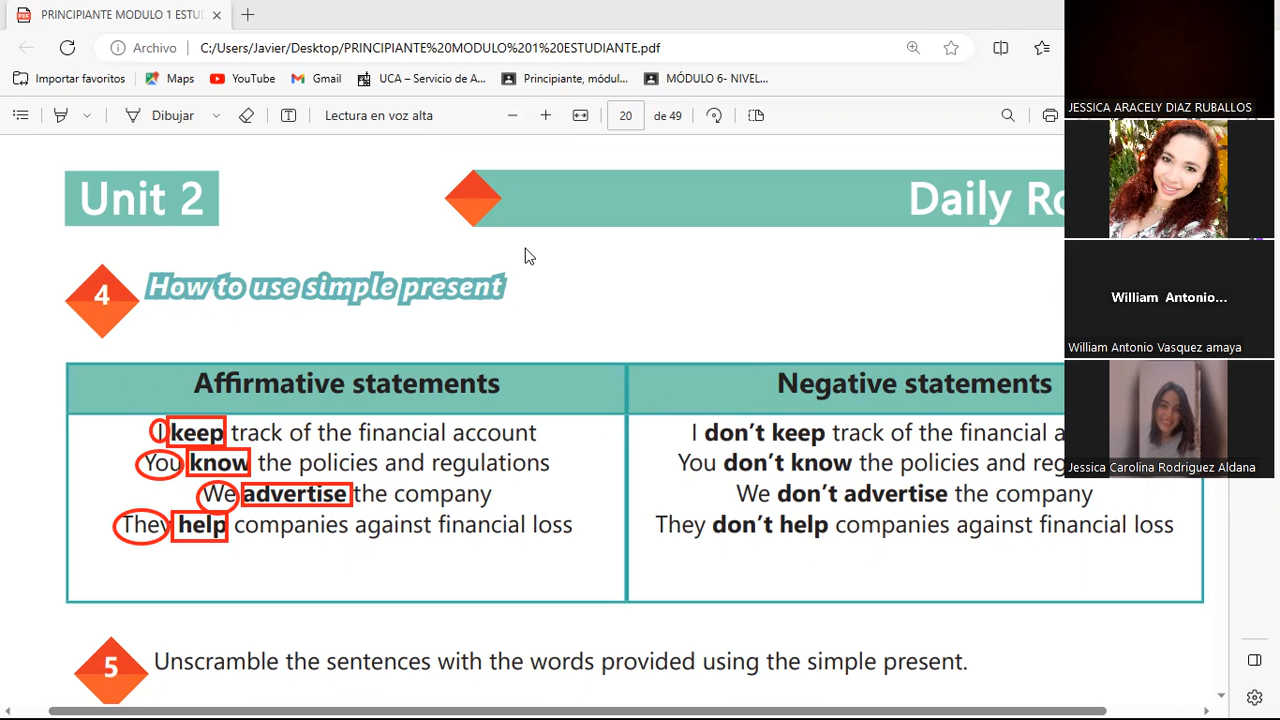 PRINCIPIANTE MODULO 1 ESTU
Archivo C:/Users/Javier/Desktop/PRINCIPIANTE%20MODULO%201%20ESTUDIANTE.pdf
Importar favoritos Maps YouTube Gmail UCA – Servicio de A... Principiante, módul... MÓDULO 6- NIVEL...
Dibujar Lectura en voz alta 20 de 49
JESSICA ARACELY DIAZ RUBALLOS
William Antonio...
William Antonio Vasquez amaya
Jessica Carolina Rodriguez Aldana
Unit 2 Daily Ro
4 How to use simple present
Affirmative statements
I keep track of the financial account
You know the policies and regulations
We advertise the company
They help companies against financial loss
Negative statements
I don't keep track of the financial a
You don't know the policies and reg
We don't advertise the company
They don't help companies against financial loss
5 Unscramble the sentences with the words provided using the simple present.